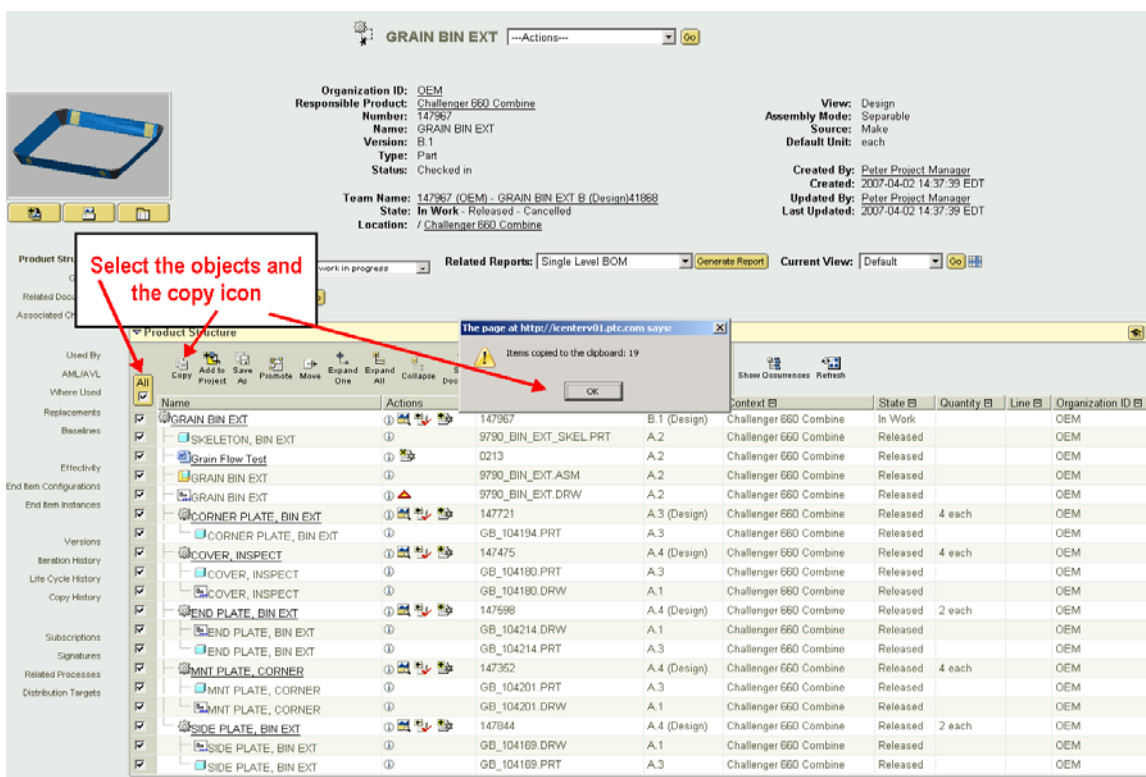 GRAIN BIN EXT ---Actions--- Go
Organization ID: OEM
Responsible Product: Challenger 660 Combine
Number: 147967
Name: GRAIN BIN EXT
Version: B.1
Type: Part
Status: Checked in
Team Name: 147967 (OEM) - GRAIN BIN EXT B (Design)41868
State: In Work - Released - Cancelled
Location: / Challenger 660 Combine
View: Design
Assembly Mode: Separable
Source: Make
Default Unit: each
Created By: Peter Project Manager
Created: 2007-04-02 14:37:39 EDT
Updated By: Peter Project Manager
Last Updated: 2007-04-02 14:37:39 EDT
Select the objects and
the copy icon
Product Stru
work in progress
Related Reports: Single Level BOM Generate Report Current View: Default Go
Related Docu
Associated C
Used By
AML/AVL
Where Used
Replacements
Baselines
Effectivity
End Item Configurations
End Item Instances
Versions
Iteration History
Life Cycle History
Copy History
Subscriptions
Signatures
Related Processes
Distribution Targets
Product Structure
All
Copy Add to Project Save As Promote Move Expand One Expand All Collapse Show Occurrences Refresh
The page at http://icenterv01.ptc.com says:
Items copied to the clipboard: 19
OK
Name Actions Context State Quantity Line Organization ID
GRAIN BIN EXT 147967 B.1 (Design) Challenger 660 Combine In Work OEM
SKELETON, BIN EXT 9790_BIN_EXT_SKEL.PRT A.2 Challenger 660 Combine Released OEM
Grain Flow Test 0213 A.2 Challenger 660 Combine Released OEM
GRAIN BIN EXT 9790_BIN_EXT.ASM A.2 Challenger 660 Combine Released OEM
GRAIN BIN EXT 9790_BIN_EXT.DRW A.2 Challenger 660 Combine Released OEM
CORNER PLATE, BIN EXT 147721 A.3 (Design) Challenger 660 Combine Released 4 each OEM
CORNER PLATE, BIN EXT GB_104194.PRT A.3 Challenger 660 Combine Released OEM
COVER, INSPECT 147475 A.4 (Design) Challenger 660 Combine Released 4 each OEM
COVER, INSPECT GB_104180.PRT A.3 Challenger 660 Combine Released OEM
COVER, INSPECT GB_104180.DRW A.1 Challenger 660 Combine Released OEM
END PLATE, BIN EXT 147598 A.4 (Design) Challenger 660 Combine Released 2 each OEM
END PLATE, BIN EXT GB_104214.DRW A.1 Challenger 660 Combine Released OEM
END PLATE, BIN EXT GB_104214.PRT A.3 Challenger 660 Combine Released OEM
MNT PLATE, CORNER 147352 A.4 (Design) Challenger 660 Combine Released 4 each OEM
MNT PLATE, CORNER GB_104201.PRT A.3 Challenger 660 Combine Released OEM
MNT PLATE, CORNER GB_104201.DRW A.1 Challenger 660 Combine Released OEM
SIDE PLATE, BIN EXT 147844 A.4 (Design) Challenger 660 Combine Released 2 each OEM
SIDE PLATE, BIN EXT GB_104169.DRW A.1 Challenger 660 Combine Released OEM
SIDE PLATE, BIN EXT GB_104169.PRT A.3 Challenger 660 Combine Released OEM